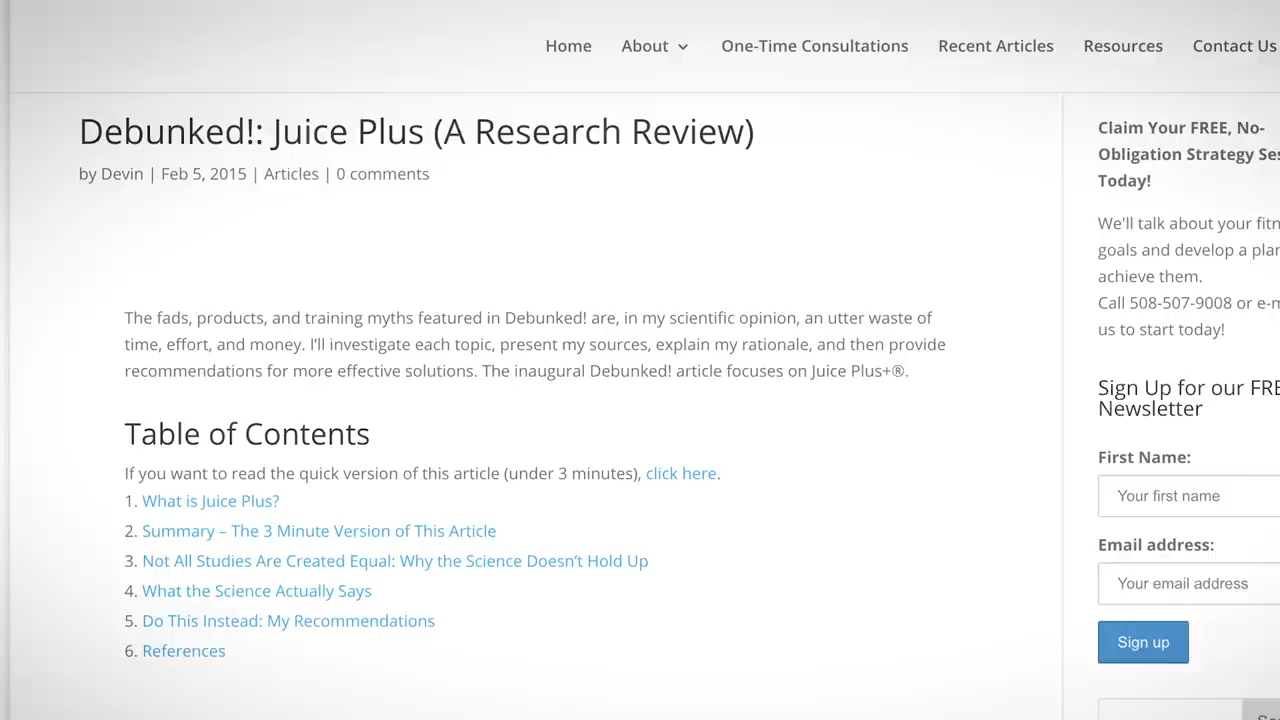 Home About One-Time Consultations Recent Articles Resources Contact Us
Debunked!: Juice Plus (A Research Review)
by Devin | Feb 5, 2015 | Articles | 0 comments
The fads, products, and training myths featured in Debunked! are, in my scientific opinion, an utter waste of
time, effort, and money. I’ll investigate each topic, present my sources, explain my rationale, and then provide
recommendations for more effective solutions. The inaugural Debunked! article focuses on Juice Plus+®.
Table of Contents
If you want to read the quick version of this article (under 3 minutes), click here.
1. What is Juice Plus?
2. Summary – The 3 Minute Version of This Article
3. Not All Studies Are Created Equal: Why the Science Doesn’t Hold Up
4. What the Science Actually Says
5. Do This Instead: My Recommendations
6. References
Claim Your FREE, No-
Obligation Strategy
Today!
We'll talk about your
goals and develop a
achieve them.
Call 508-507-9008 or
us to start today!
Sign Up for our
Newsletter
First Name:
Your first name
Email address:
Your email address
Sign up